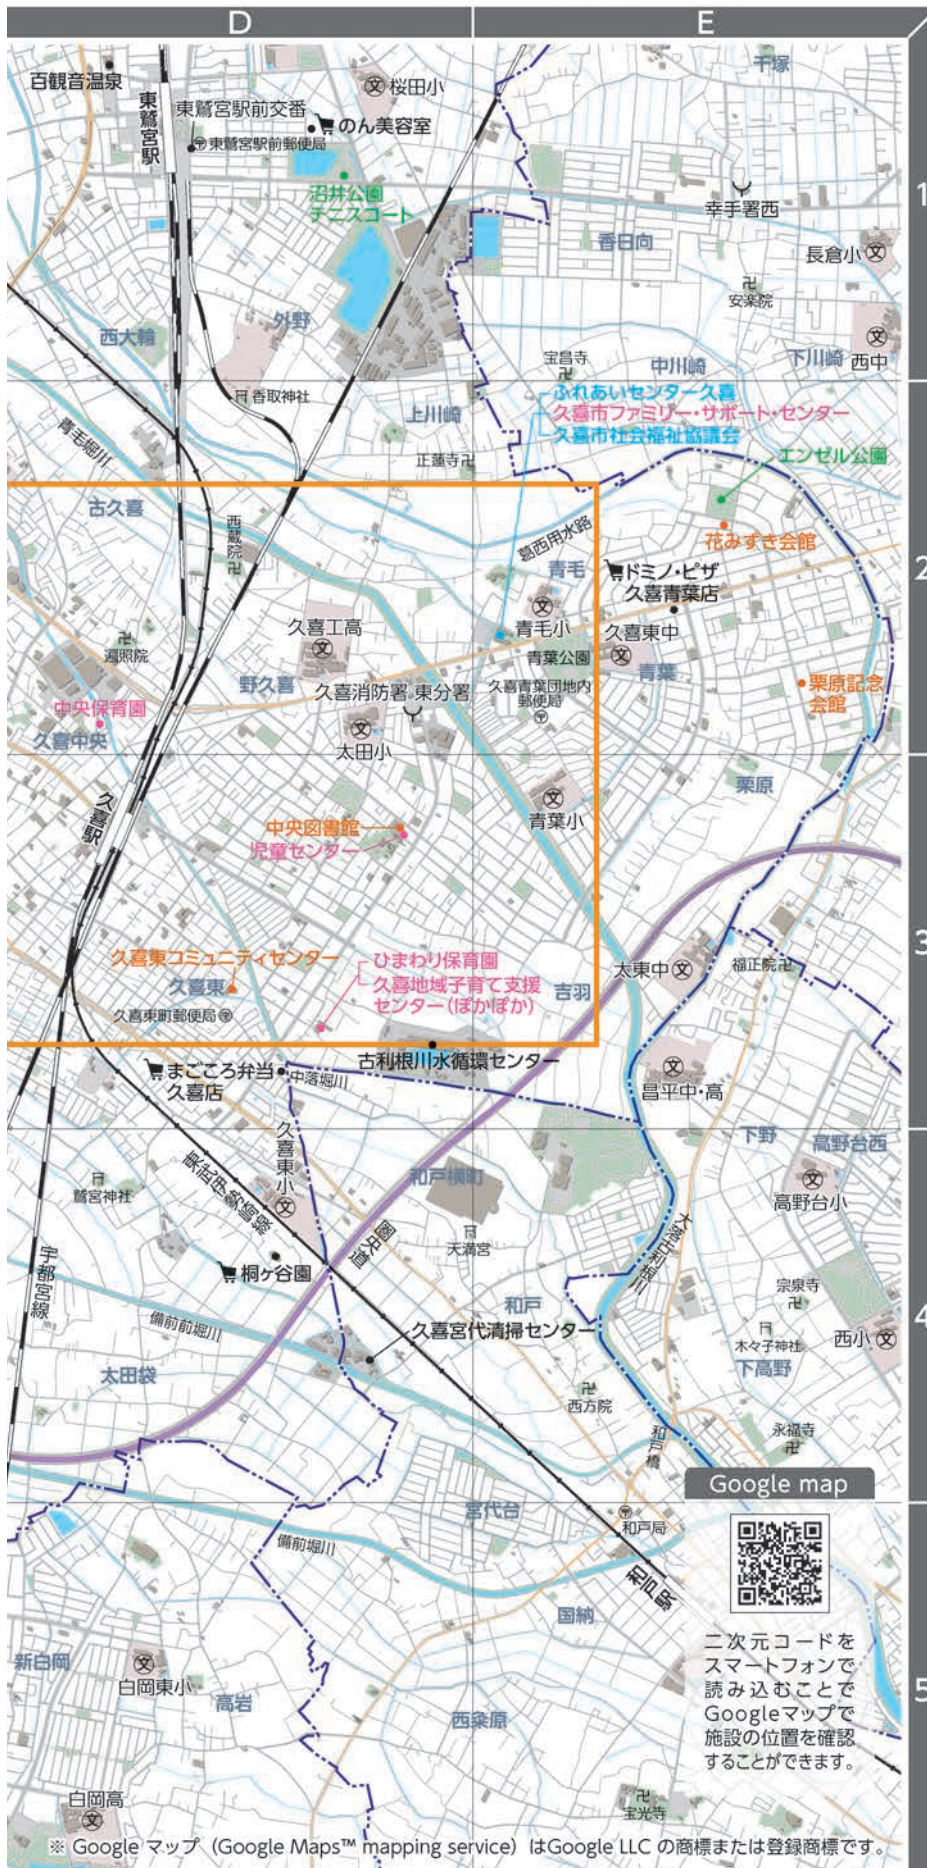 D
E
千塚
百観音温泉
東鷲宮駅
桜田小
東鷲宮駅前交番
のん美容室
東鷲宮駅前郵便局
沼井公園
テニスコート
1
幸手署西
香日向
長倉小
安楽院
外野
西大輪
宝昌寺
中川崎
下川崎
西中
香取神社
上川崎
ふれあいセンター久喜
久喜市ファミリー・サポート・センター
久喜市社会福祉協議会
青毛堀川
正蓮寺
エンゼル公園
古久喜
西蔵院
葛西用水路
花みずき会館
青毛
ドミノ・ピザ
久喜青葉店
2
久喜工高
青毛小
久喜東中
遍照院
野久喜
青葉公園
青葉
久喜消防署 東分署
久喜青葉団地内
郵便局
栗原記念
会館
中央保育園
久喜中央
太田小
栗原
久喜駅
青葉小
中央図書館
児童センター
3
久喜東コミュニティセンター
ひまわり保育園
久喜地域子育て支援
センター(ぽかぽか)
太東中
福正院
久喜東
吉羽
久喜東町郵便局
古利根川水循環センター
まごころ弁当
久喜店
中落堀川
昌平中・高
久喜東小
下野
高野台西
東武伊勢崎線
和戸横町
高野台小
鷲宮神社
圏央道
天満宮
大落古利根川
桐ヶ谷園
宇都宮線
宗泉寺
和戸
4
備前前堀川
久喜宮代清掃センター
木々子神社
西小
太田袋
下高野
西方院
和戸橋
永福寺
Google map
宮代台
和戸局
備前堀川
和戸駅
国納
二次元コードを
スマートフォンで
読み込むことで
Googleマップで
施設の位置を確認
することができます。
新白岡
白岡東小
5
高岩
西粂原
白岡高
宝光寺
※ Google マップ（Google Maps™ mapping service）はGoogle LLC の商標または登録商標です。